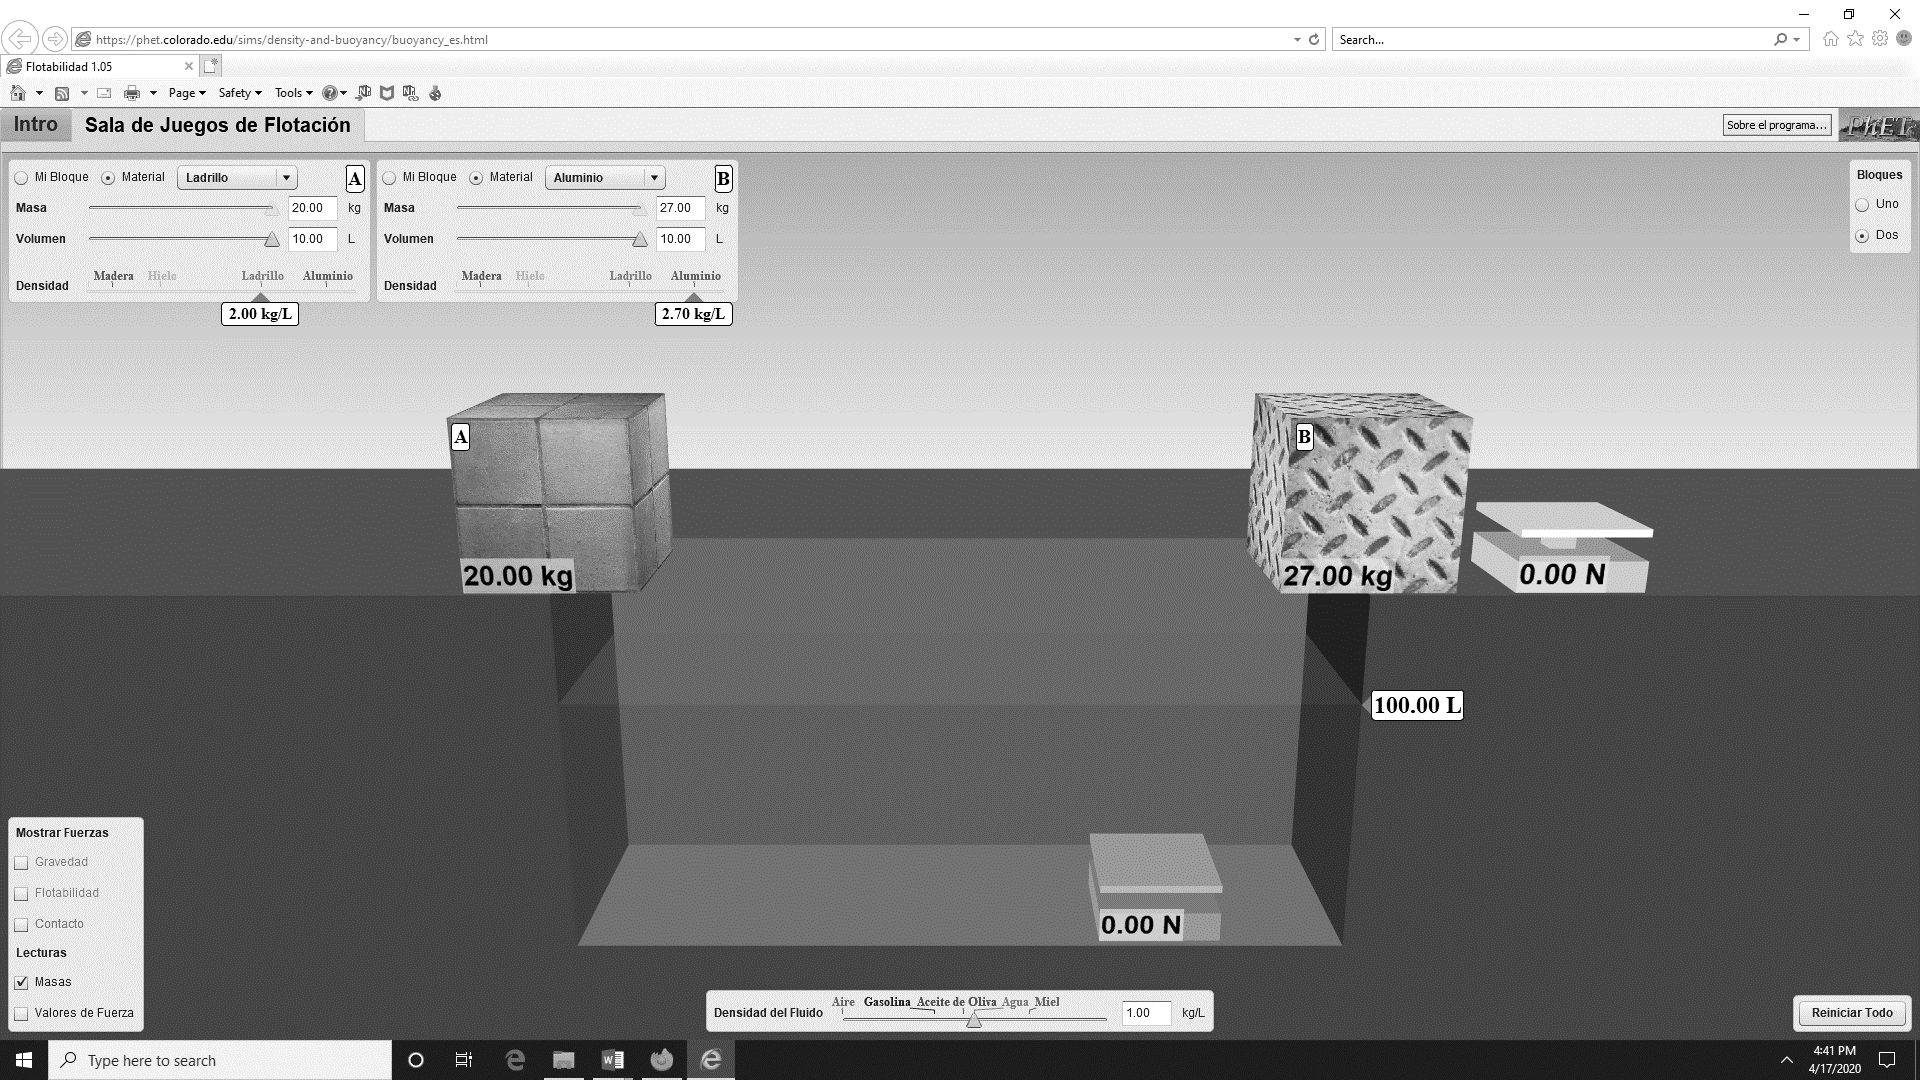 https://phet.colorado.edu/sims/density-and-buoyancy/buoyancy_es.html
Search...
Flotabilidad 1.05
Page Safety Tools
Intro Sala de Juegos de Flotación
Sobre el programa...
PhET
Mi Bloque Material Ladrillo A
Masa 20.00 kg
Volumen 10.00 L
Madera Hielo Ladrillo Aluminio
Densidad
2.00 kg/L
Mi Bloque Material Aluminio B
Masa 27.00 kg
Volumen 10.00 L
Madera Hielo Ladrillo Aluminio
Densidad
2.70 kg/L
Bloques
Uno
Dos
A
20.00 kg
B
27.00 kg
0.00 N
100.00 L
0.00 N
Mostrar Fuerzas
Gravedad
Flotabilidad
Contacto
Lecturas
Masas
Valores de Fuerza
Aire Gasolina Aceite de Oliva Agua Miel
Densidad del Fluido 1.00 kg/L
Reiniciar Todo
Type here to search
4:41 PM
4/17/2020